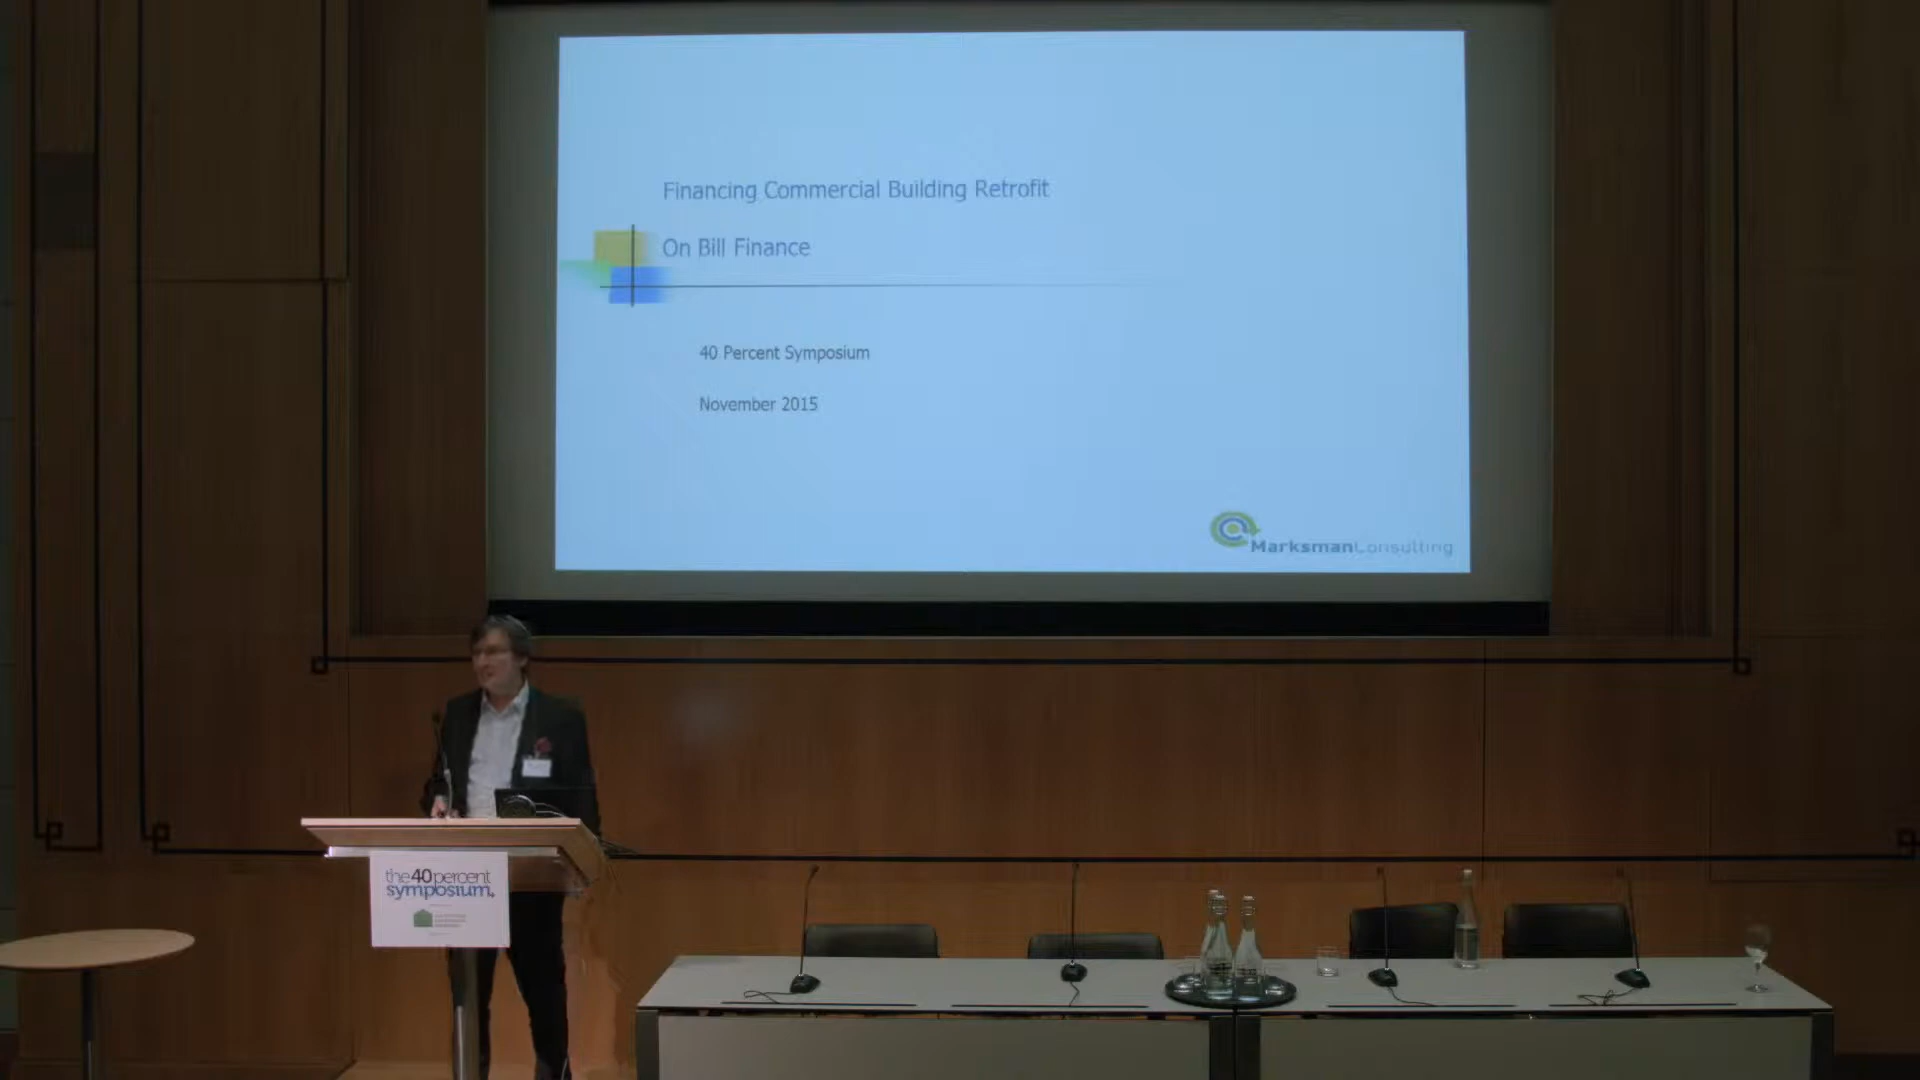 Financing Commercial Building Retrofit
On Bill Finance
40 Percent Symposium
November 2015
MarksmanConsulting
the40percent
symposium.